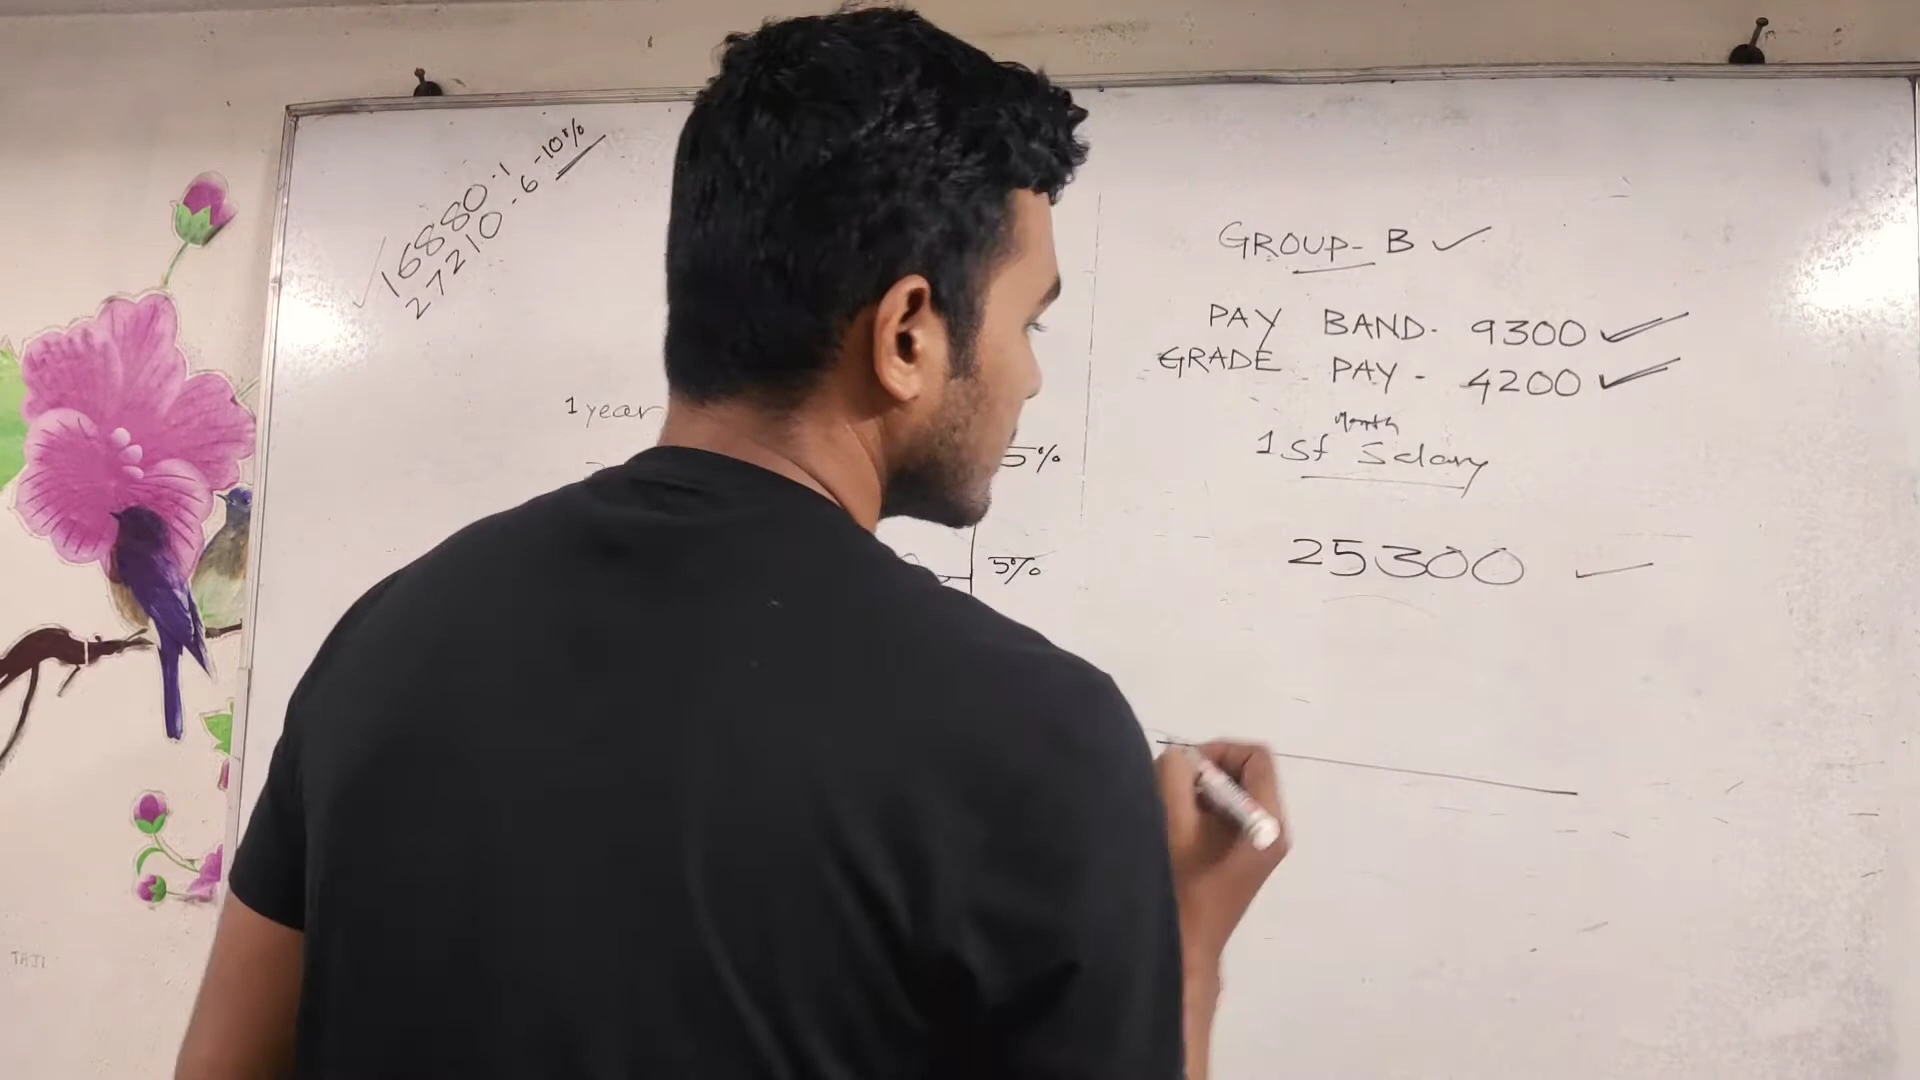 16880 - 1
27210 - 6 - 10%
1 year
5%
5%
GROUP- B ✓
PAY BAND- 9300
GRADE PAY - 4200
Month
1st Salary
25300
TAJI